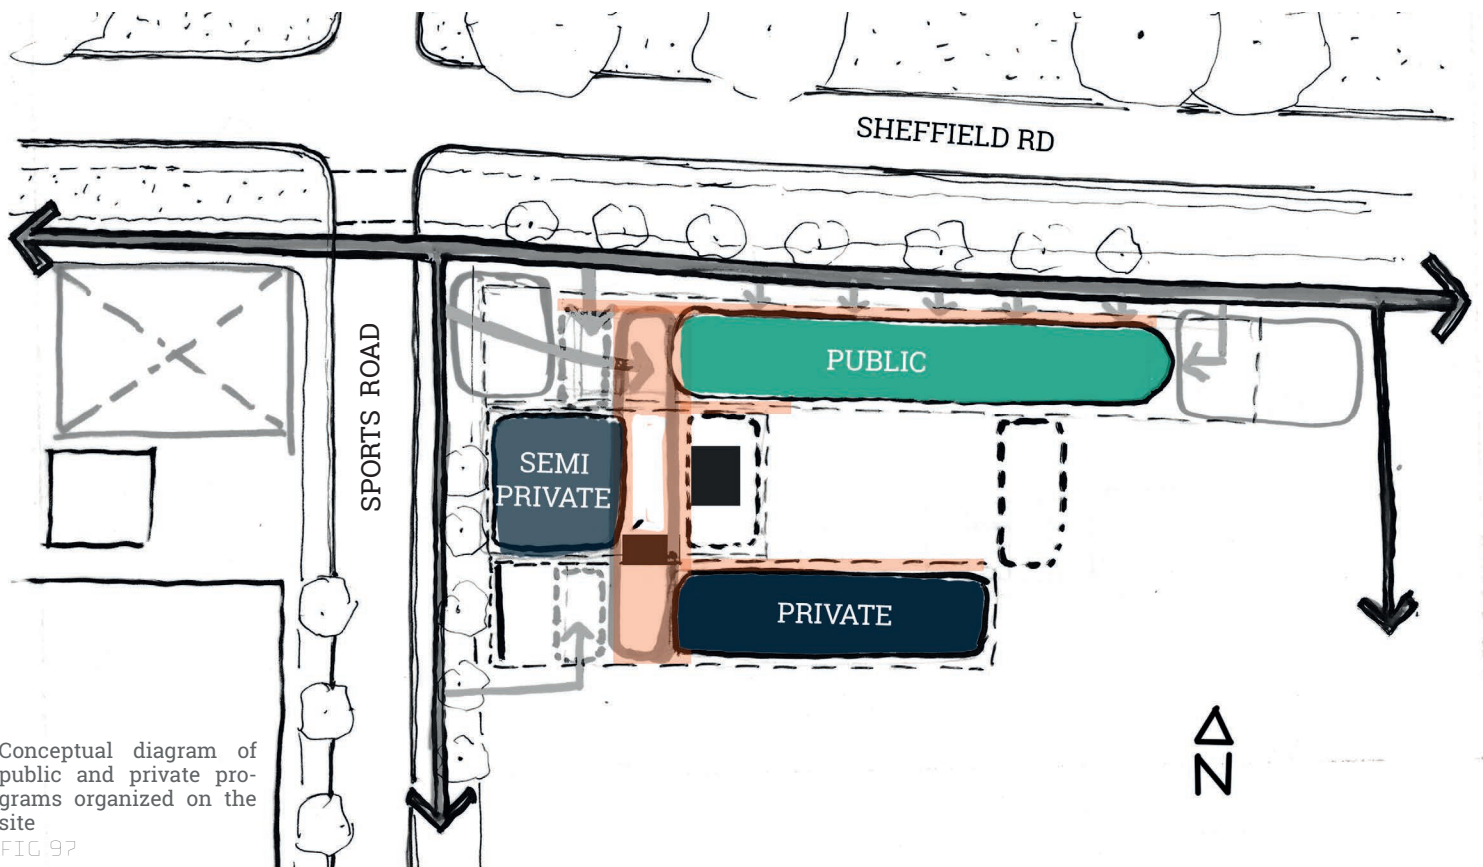 SHEFFIELD RD
SPORTS ROAD
PUBLIC
SEMI
PRIVATE
PRIVATE
N
Conceptual diagram of
public and private pro-
grams organized on the
site
FIG 97